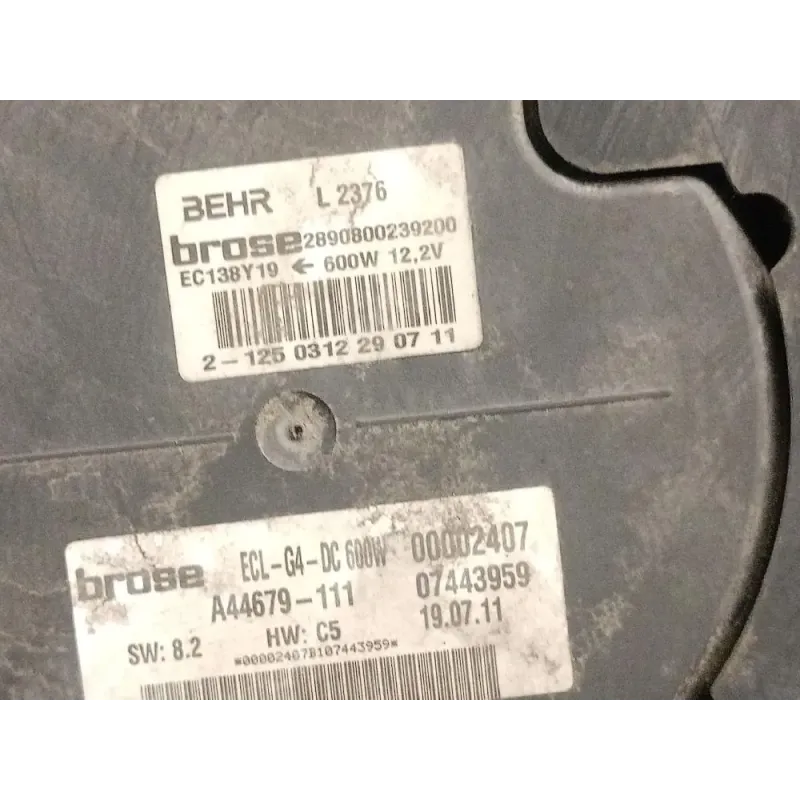 BEHR L 2376
brose 2890800239200
EC138Y19 ← 600W 12,2V
2-125 0312 29 07 11
brose ECL-G4-DC 600W 00002407
A44679-111 07443959
SW: 8.2 HW: C5 19.07.11
*00002407B107443959*